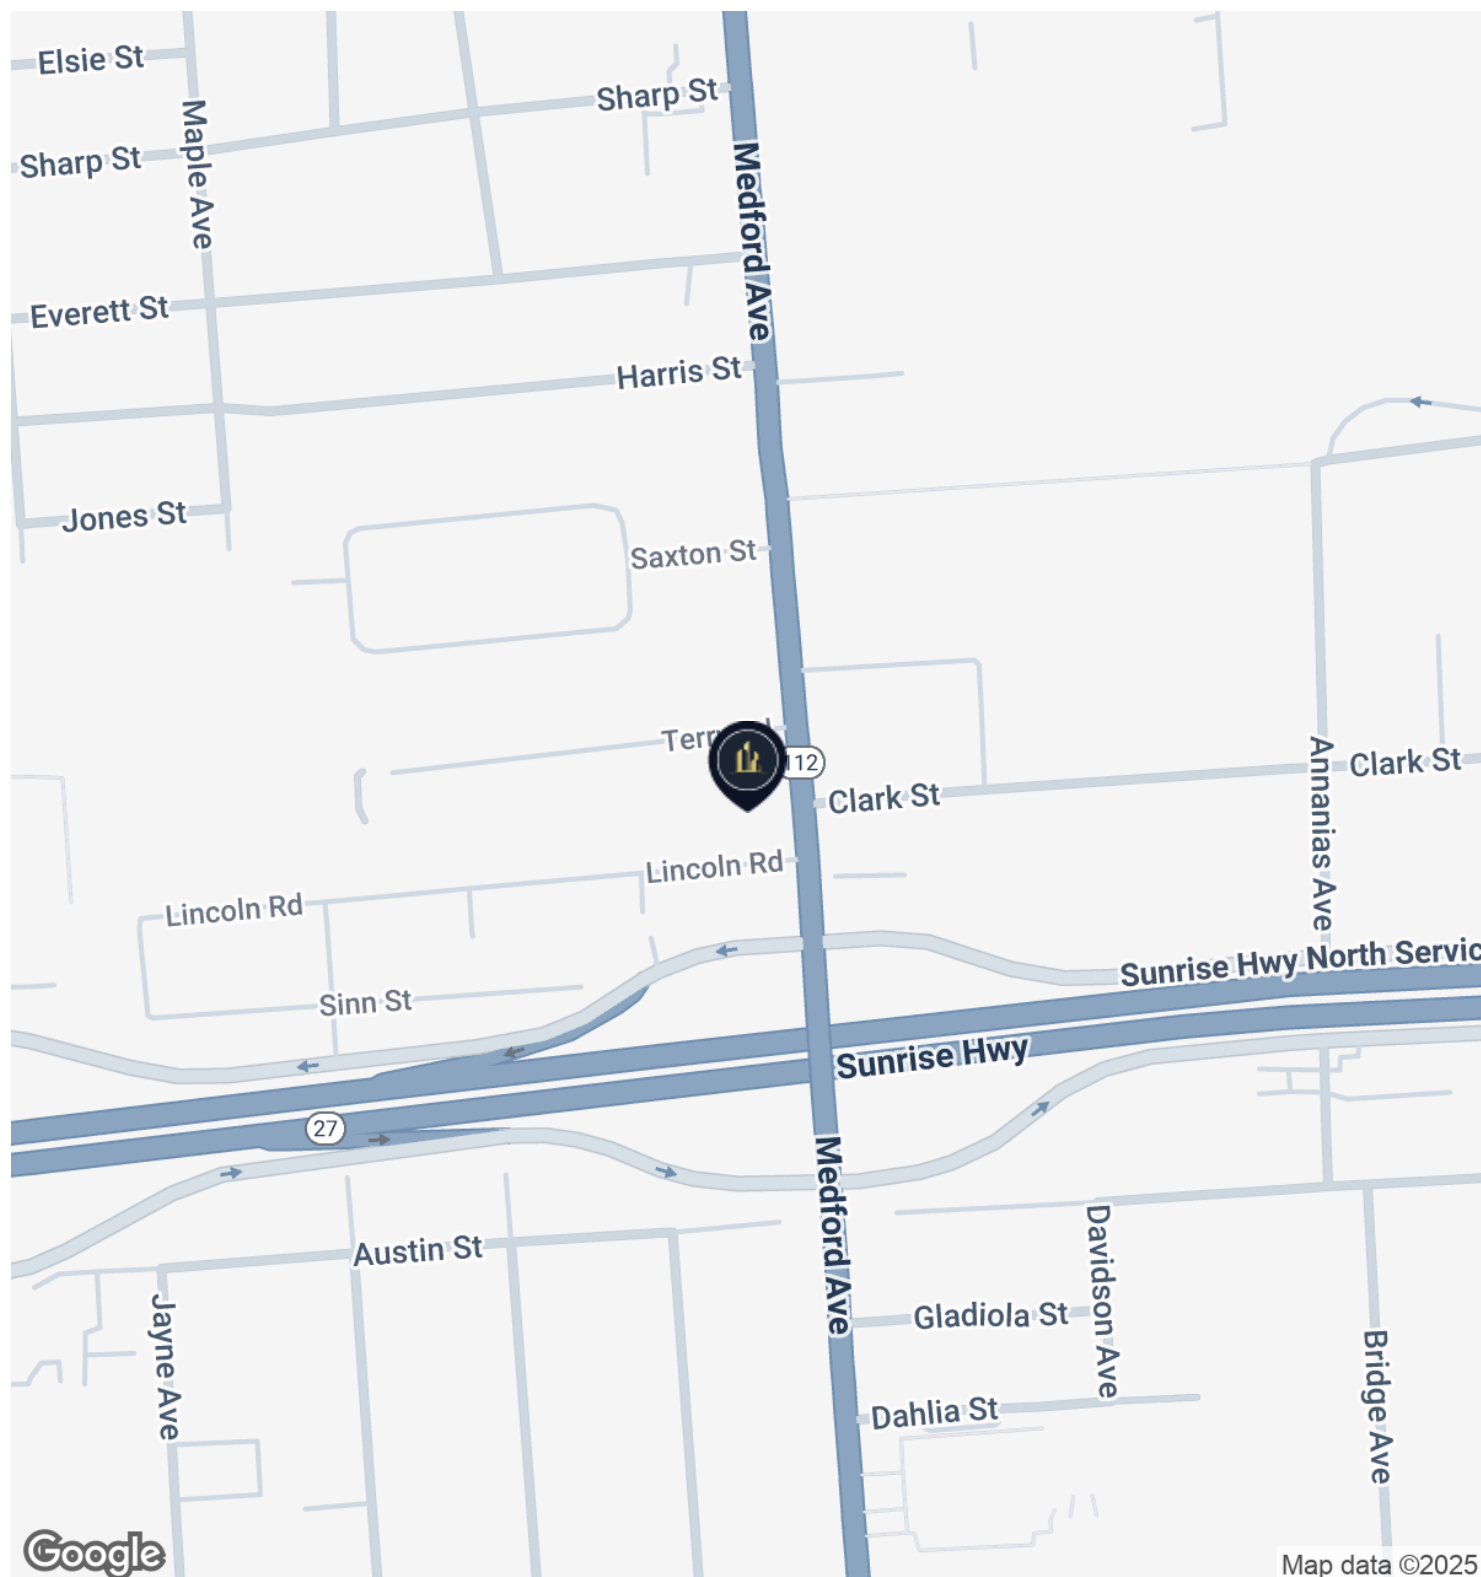 Elsie St
Sharp St
Sharp St
Maple Ave
Medford Ave
Everett St
Harris St
Jones St
Saxton St
112
Clark St
Clark St
Annanias Ave
Lincoln Rd
Lincoln Rd
Sunrise Hwy North Servic
Sinn St
Sunrise Hwy
27
Medford Ave
Austin St
Davidson Ave
Jayne Ave
Gladiola St
Bridge Ave
Dahlia St
Google
Map data ©2025